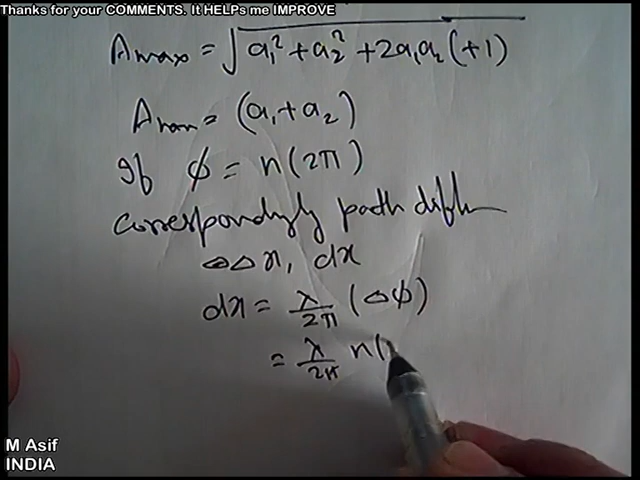 Thanks for your COMMENTS. It HELPs me IMPROVE
Amax = √a₁² + a₂² + 2a₁a₂ (+1)
Amax = (a₁ + a₂)
If ϕ = n(2π)
correspondingly path diffn
Δx, dx
dx = λ/2π (Δϕ)
= λ/2π n(
M Asif
INDIA